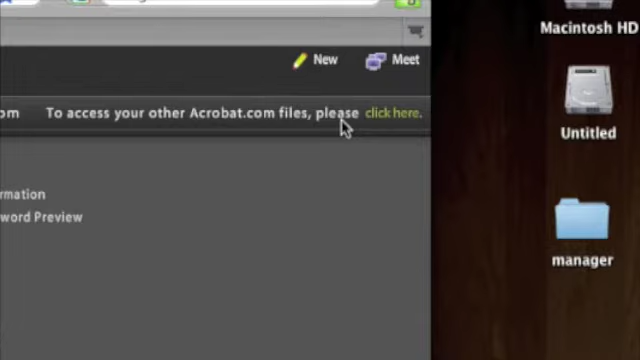 Macintosh HD
New
Meet
om
To access your other Acrobat.com files, please click here.
Untitled
rmation
word Preview
manager